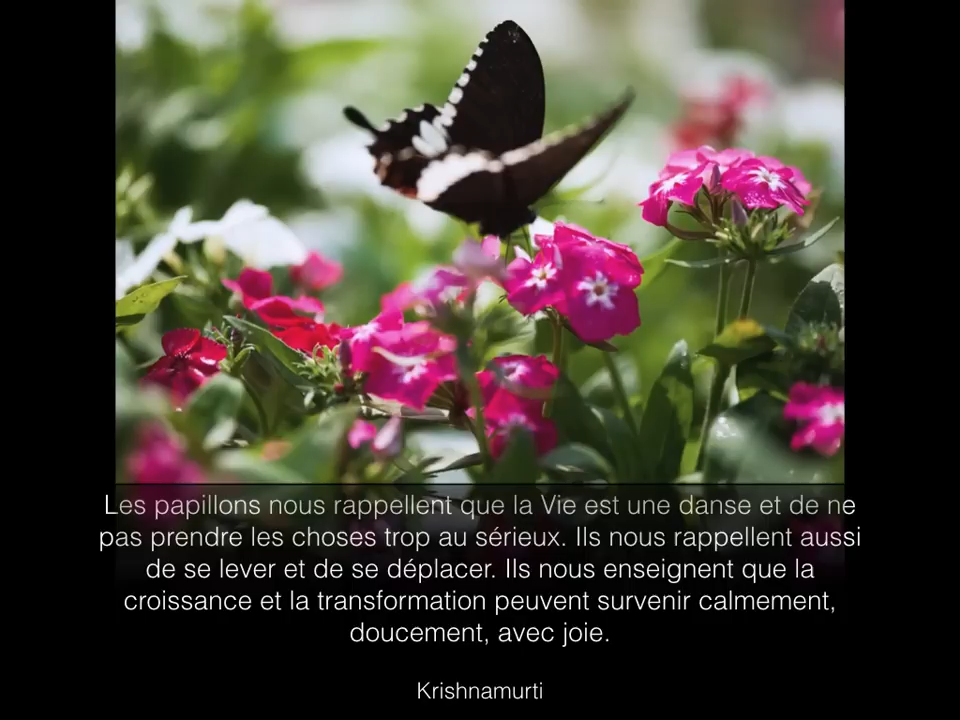 Les papillons nous rappellent que la Vie est une danse et de ne
pas prendre les choses trop au sérieux. Ils nous rappellent aussi
de se lever et de se déplacer. Ils nous enseignent que la
croissance et la transformation peuvent survenir calmement,
doucement, avec joie.
Krishnamurti